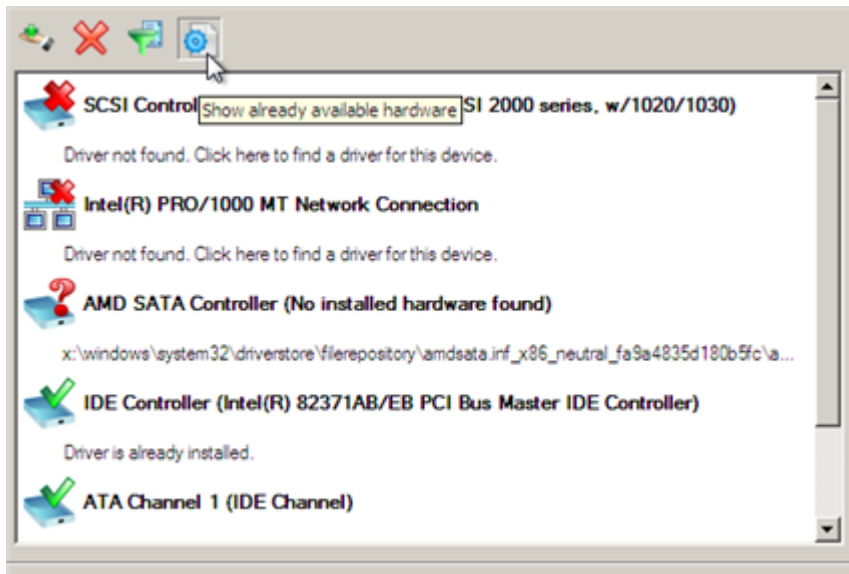 SCSI Control
Show already available hardware
SI 2000 series, w/1020/1030)
Driver not found. Click here to find a driver for this device.
Intel(R) PRO/1000 MT Network Connection
Driver not found. Click here to find a driver for this device.
AMD SATA Controller (No installed hardware found)
x:\windows\system32\driverstore\filerepository\amdsata.inf_x86_neutral_fa9a4835d180b5fc\a...
IDE Controller (Intel(R) 82371AB/EB PCI Bus Master IDE Controller)
Driver is already installed.
ATA Channel 1 (IDE Channel)